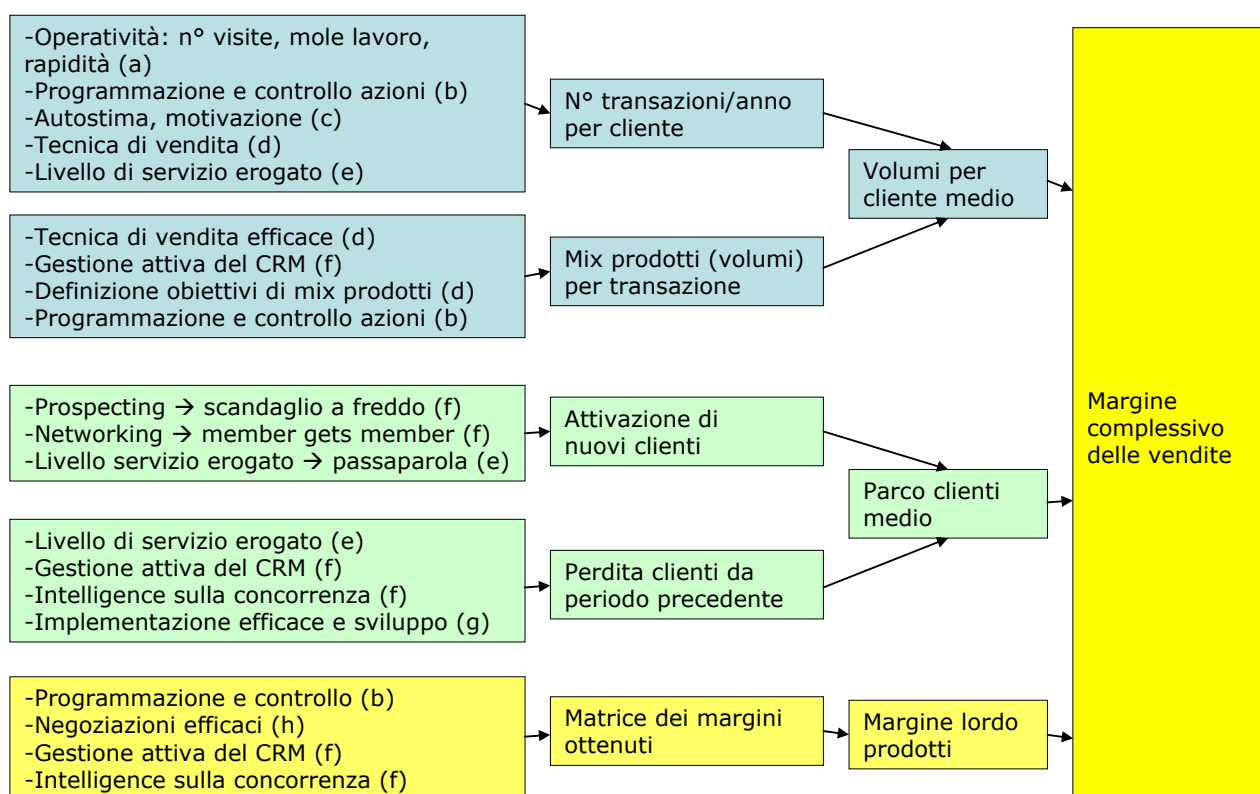 -Operatività: n° visite, mole lavoro,
rapidità (a)
-Programmazione e controllo azioni (b)
-Autostima, motivazione (c)
-Tecnica di vendita (d)
-Livello di servizio erogato (e)
N° transazioni/anno
per cliente
Volumi per
cliente medio
-Tecnica di vendita efficace (d)
-Gestione attiva del CRM (f)
-Definizione obiettivi di mix prodotti (d)
-Programmazione e controllo azioni (b)
Mix prodotti (volumi)
per transazione
-Prospecting → scandaglio a freddo (f)
-Networking → member gets member (f)
-Livello servizio erogato → passaparola (e)
Attivazione di
nuovi clienti
Parco clienti
medio
-Livello di servizio erogato (e)
-Gestione attiva del CRM (f)
-Intelligence sulla concorrenza (f)
-Implementazione efficace e sviluppo (g)
Perdita clienti da
periodo precedente
-Programmazione e controllo (b)
-Negoziazioni efficaci (h)
-Gestione attiva del CRM (f)
-Intelligence sulla concorrenza (f)
Matrice dei margini
ottenuti
Margine lordo
prodotti
Margine
complessivo
delle vendite